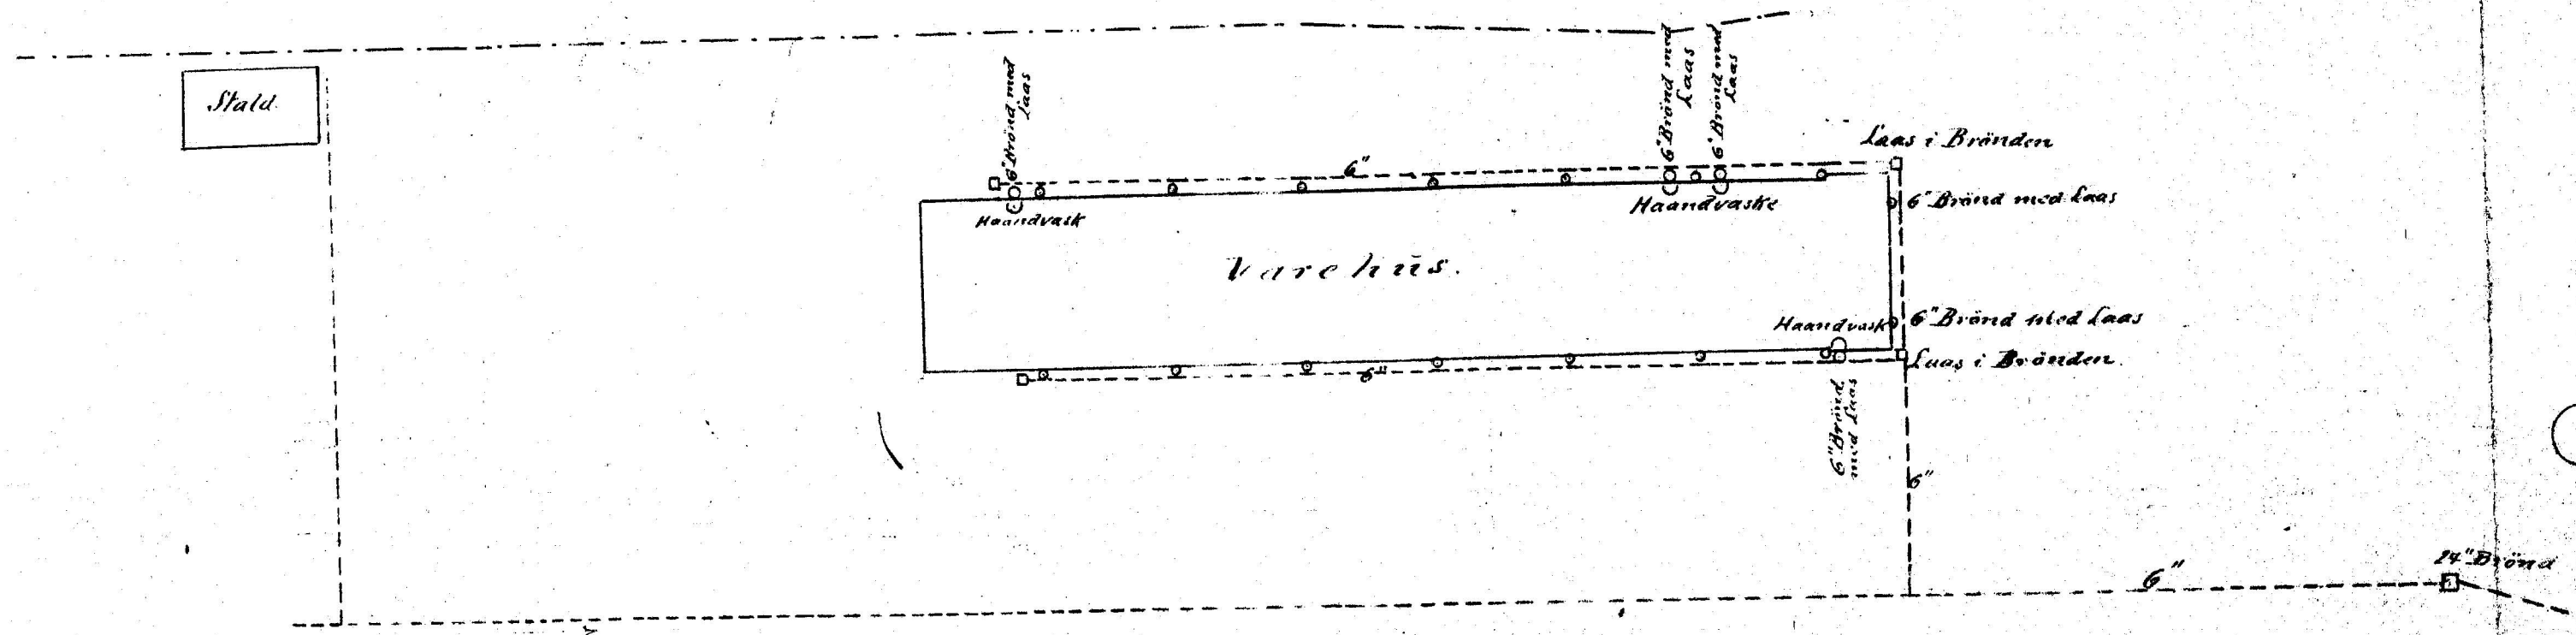 Stald.
6" Brönd med
Laas
6" Brönd med
Laas
6" Brönd med
Laas
Laas i Brönden
6"
6" Brönd med Laas
Haandvask
Haandvaske
Varehŭs.
Haandvask
6" Brönd med Laas
Laas i Brönden.
6"
6" Brönd
med Laas
6"
24" Brönd
6"